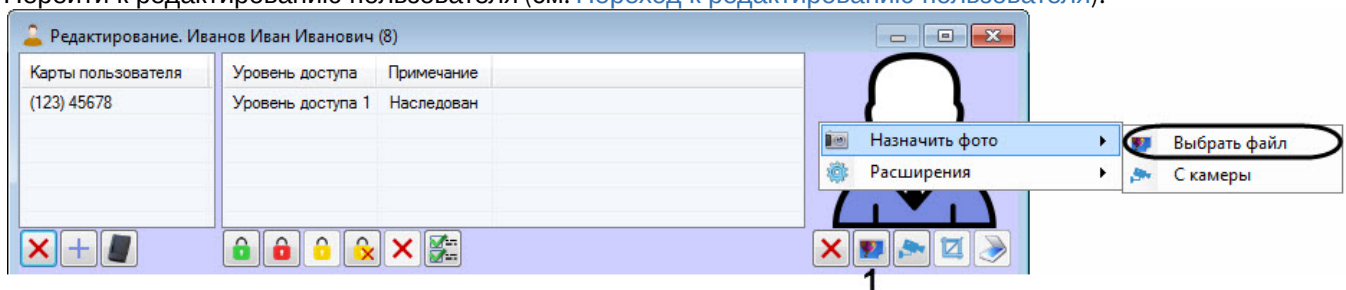 Перейти к редактированию пользователя (см. Переход к редактированию пользователя).
Редактирование. Иванов Иван Иванович (8)
Карты пользователя Уровень доступа Примечание
(123) 45678 Уровень доступа 1 Наследован
Назначить фото Выбрать файл
Расширения С камеры
1